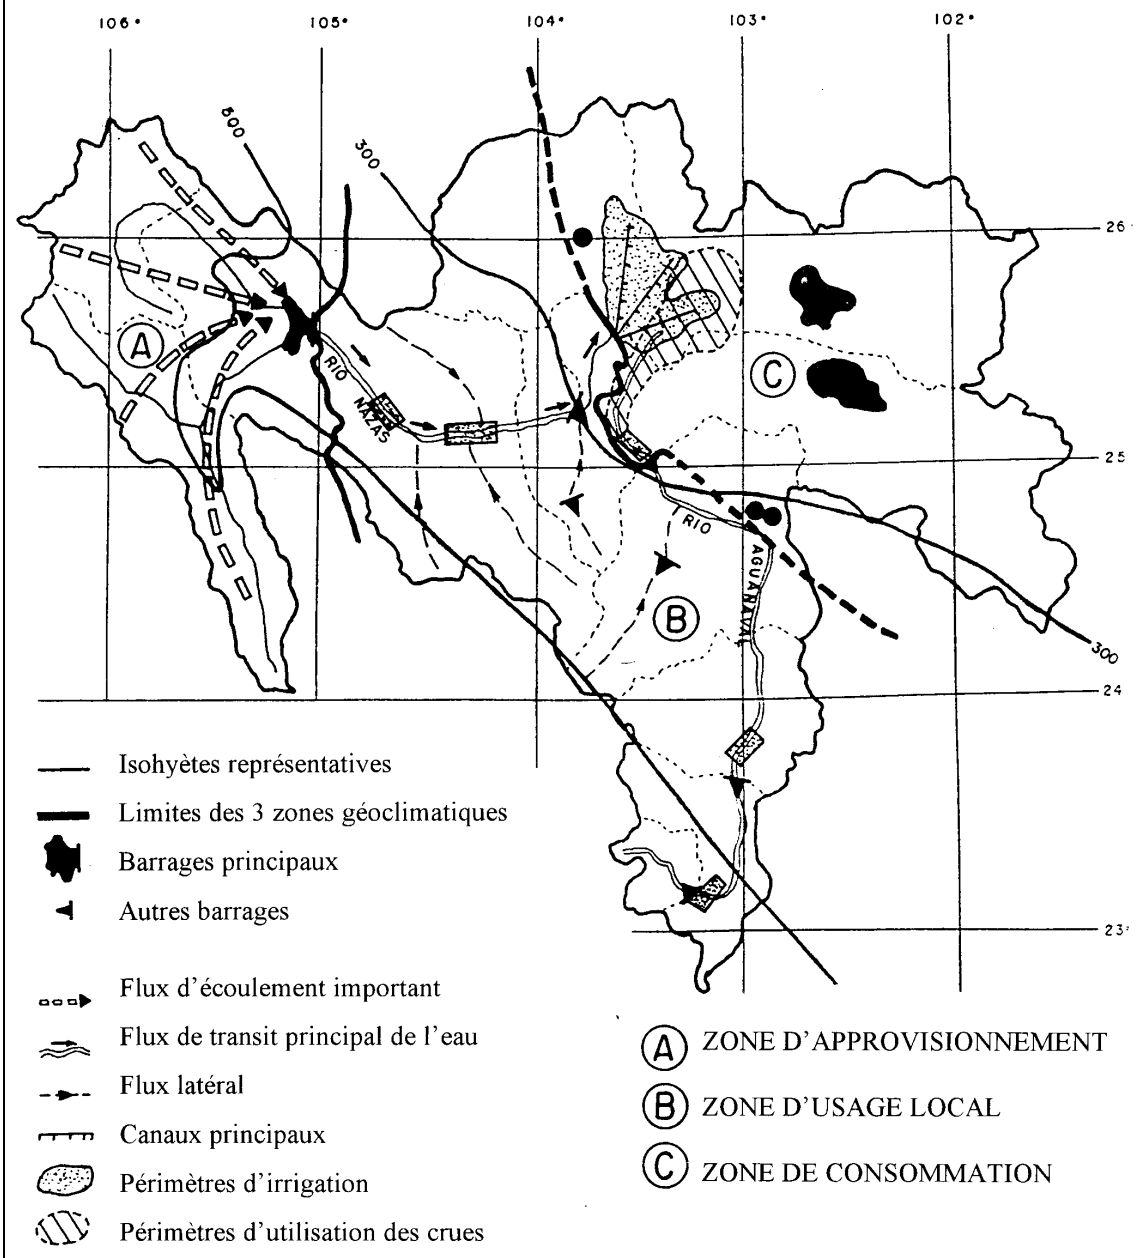 106° 105° 104° 103° 102°
800
300
26
A
C
RIO NAZAS
25
RIO AGUANAVAL
B
300
24
23°
Isohyètes représentatives
Limites des 3 zones géoclimatiques
Barrages principaux
Autres barrages
Flux d'écoulement important
Flux de transit principal de l'eau
Flux latéral
Canaux principaux
Périmètres d'irrigation
Périmètres d'utilisation des crues
A ZONE D'APPROVISIONNEMENT
B ZONE D'USAGE LOCAL
C ZONE DE CONSOMMATION